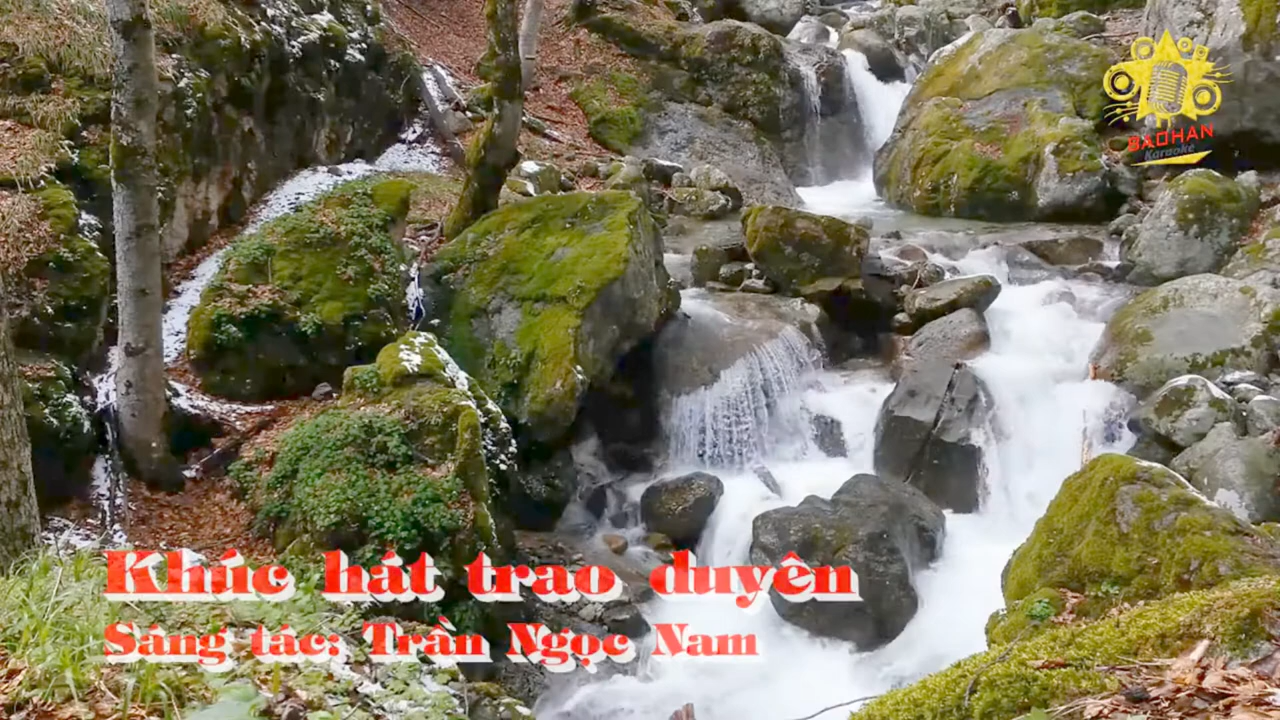 SAOHAN
Karaoke
Khúc hát trao duyên
Sáng tác: Trần Ngọc Nam